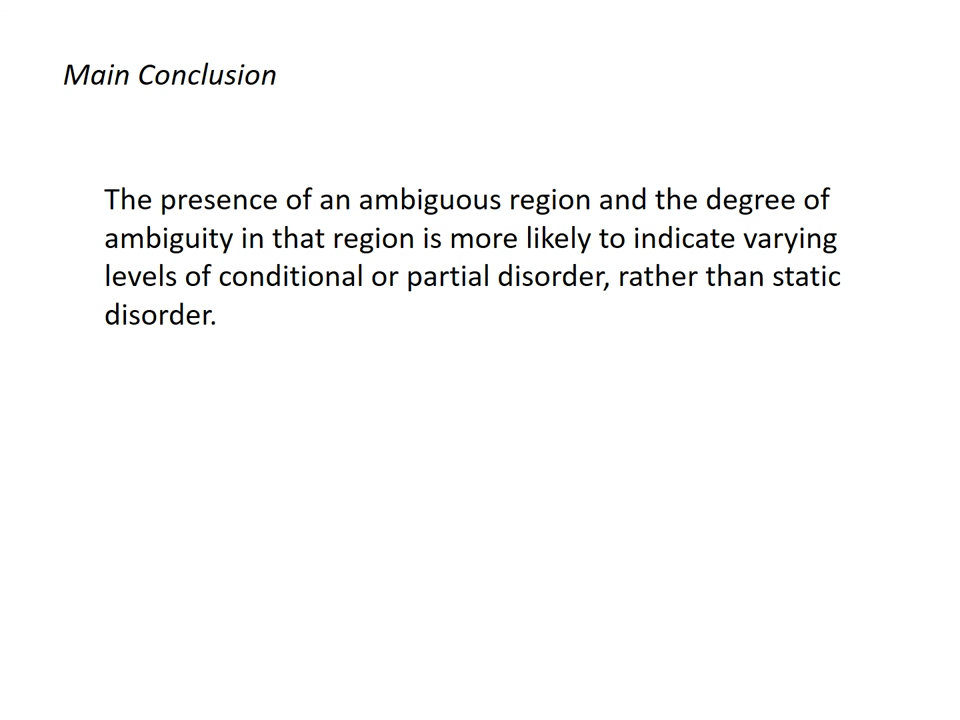 Main Conclusion
The presence of an ambiguous region and the degree of
ambiguity in that region is more likely to indicate varying
levels of conditional or partial disorder, rather than static
disorder.